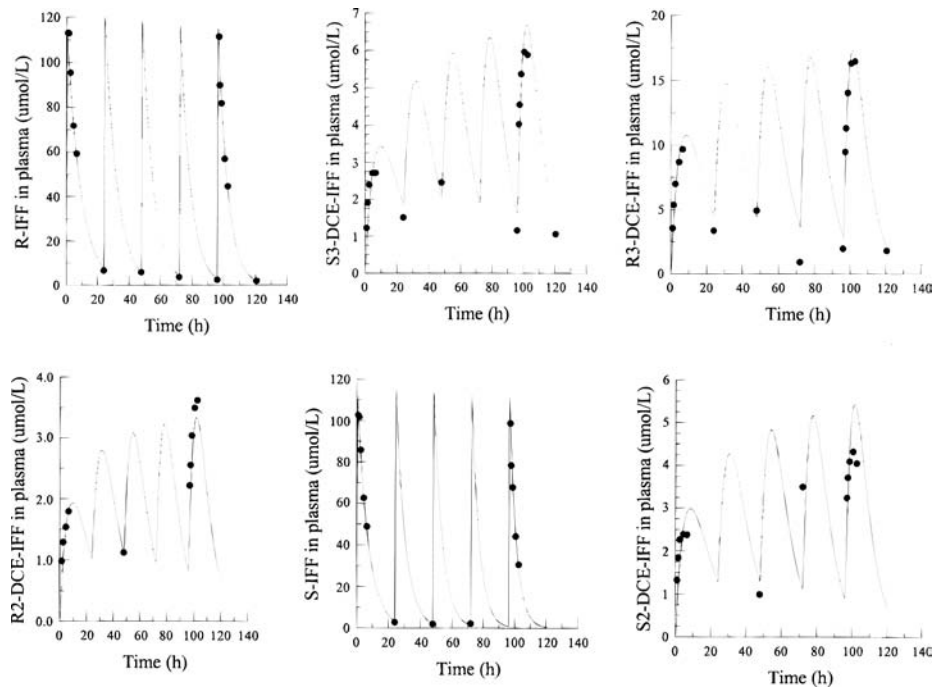 R-IFF in plasma (umol/L)
120
100
80
60
40
20
0
0 20 40 60 80 100 120 140
Time (h)
S3-DCE-IFF in plasma (umol/L)
7
6
5
4
3
2
1
0
0 20 40 60 80 100 120 140
Time (h)
R3-DCE-IFF in plasma (umol/L)
20
15
10
5
0
0 20 40 60 80 100 120 140
Time (h)
R2-DCE-IFF in plasma (umol/L)
4.0
3.0
2.0
1.0
0.0
0 20 40 60 80 100 120 140
Time (h)
S-IFF in plasma (umol/L)
120
100
80
60
40
20
0
0 20 40 60 80 100 120 140
Time (h)
S2-DCE-IFF in plasma (umol/L)
6
5
4
3
2
1
0
0 20 40 60 80 100 120 140
Time (h)